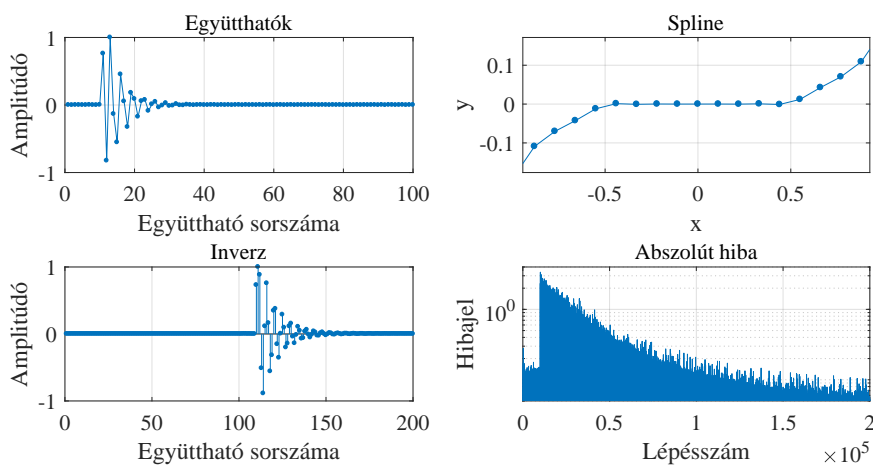 Együtthatók
1
0
-1
Amplitúdó
0 20 40 60 80 100
Együttható sorszáma
Spline
0.1
0
-0.1
y
-0.5 0 0.5
x
Inverz
1
0
-1
Amplitúdó
0 50 100 150 200
Együttható sorszáma
Abszolút hiba
10^0
Hibajel
0 0.5 1 1.5 2
Lépésszám
×10^5